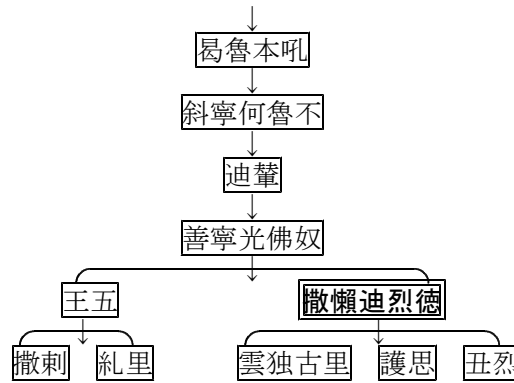 曷魯本吼
斜寧何魯不
迪輦
善寧光佛奴
王五 撒懶迪烈徳
撒剌 糺里 雲独古里 護思 丑烈